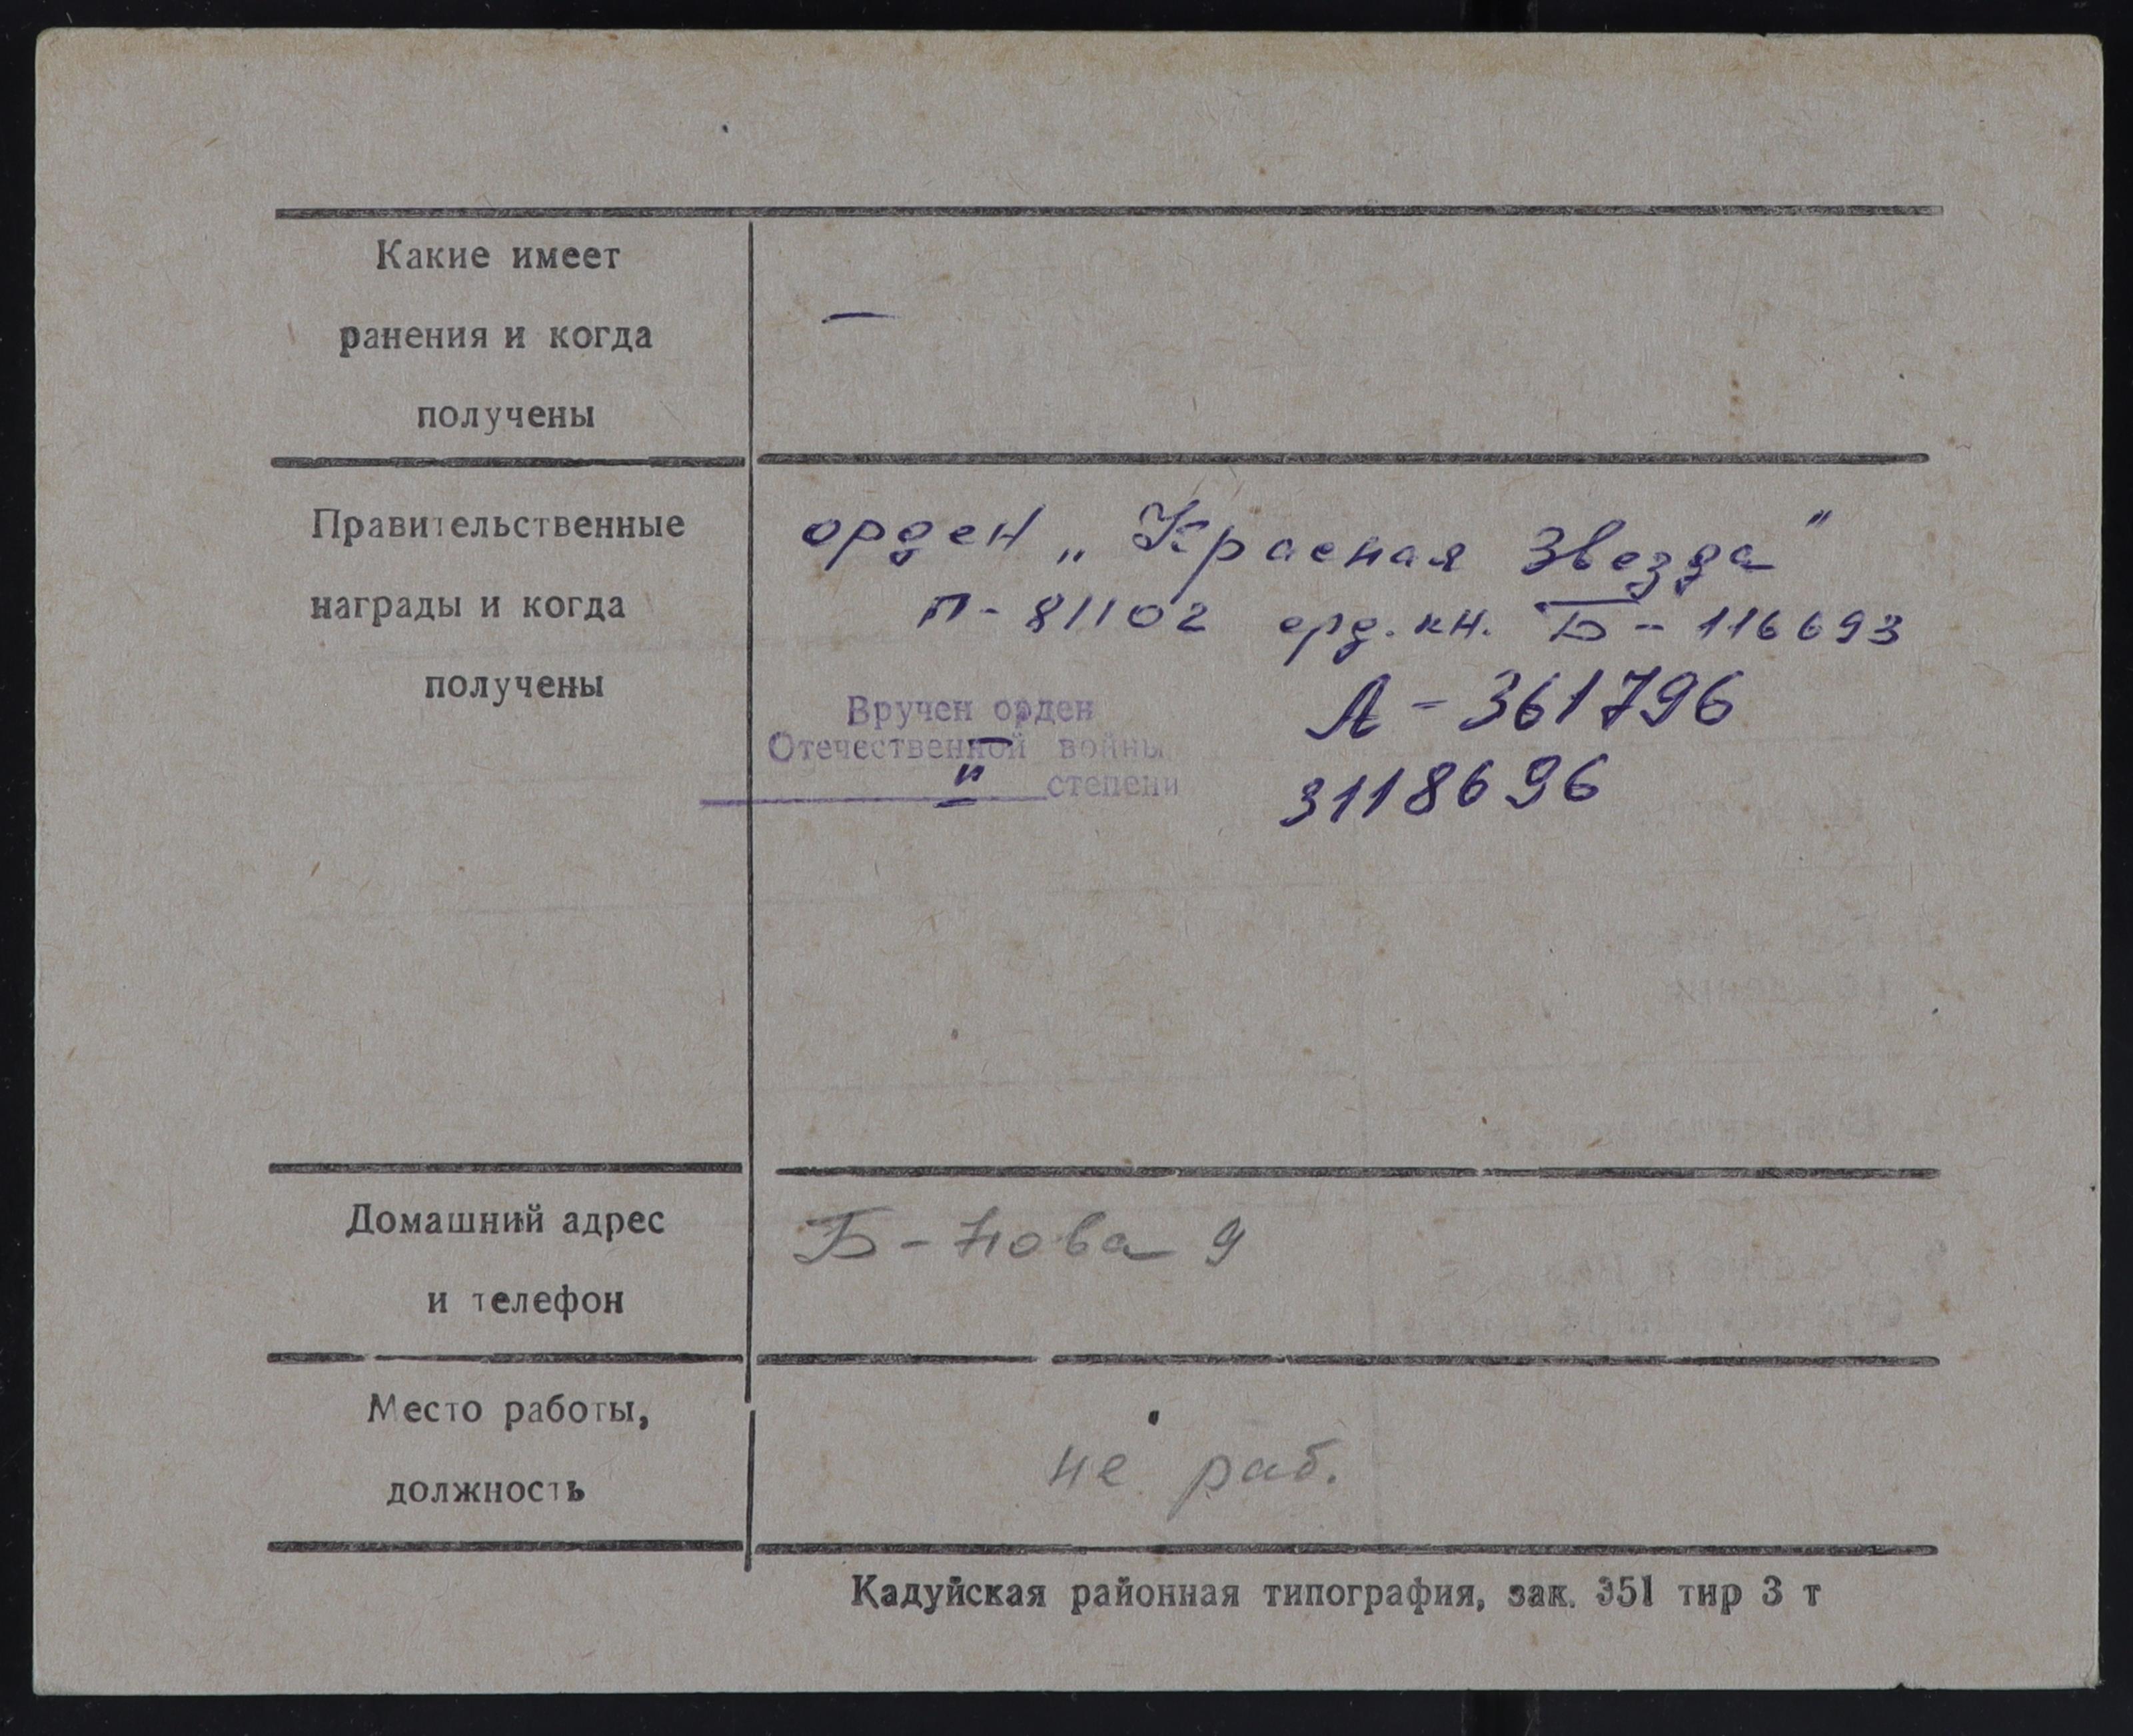 Какие имеет
ранения и когда
получены
—
Правительственные
награды и когда
получены
орден „Красная Звезда"
п-81102 орд. кн. Б-116693
А-361796
3118696
Вручен орден
Отечественной войны
II степени
Домашний адрес
и телефон
Б-Нова 9
Место работы,
должность
не раб.
Кадуйская районная типография, зак. 351 тир 3 т